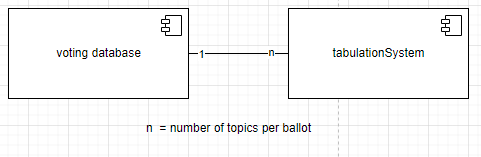 voting database
1
n
tabulationSystem
n = number of topics per ballot